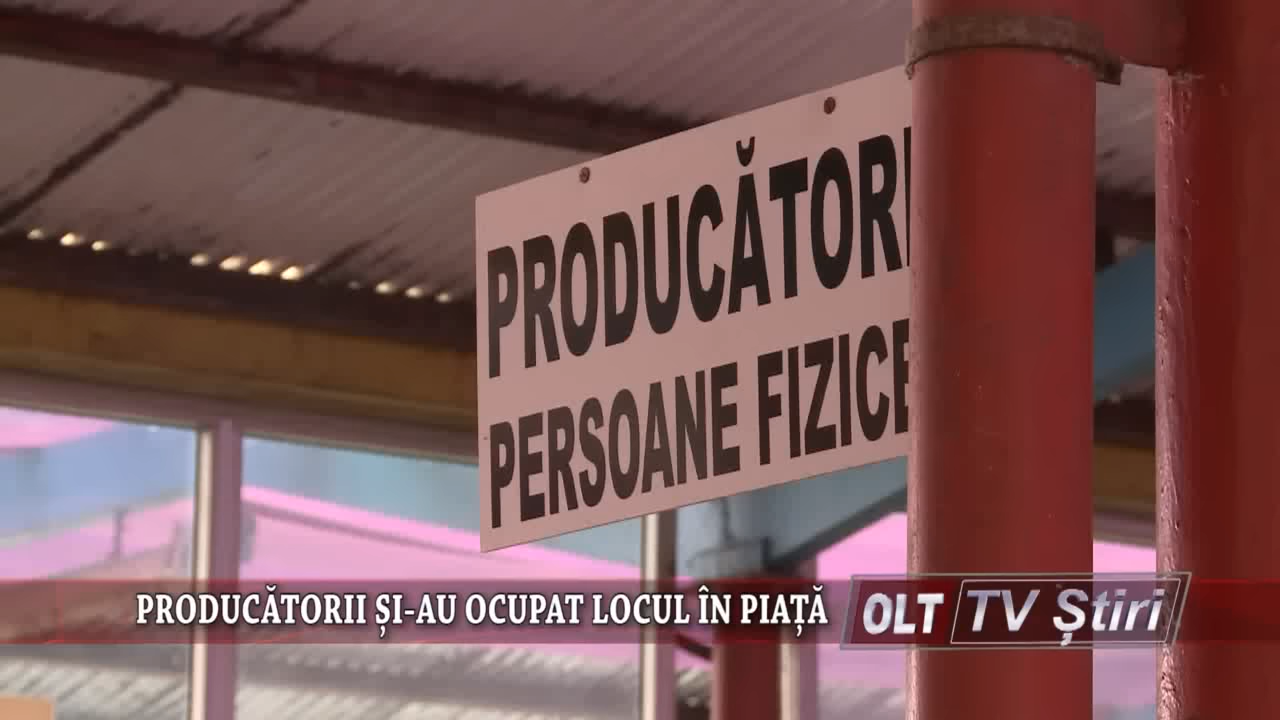 PRODUCĂTORI
PERSOANE FIZICE
PRODUCĂTORII ȘI-AU OCUPAT LOCUL ÎN PIAȚĂ
OLT TV Știri